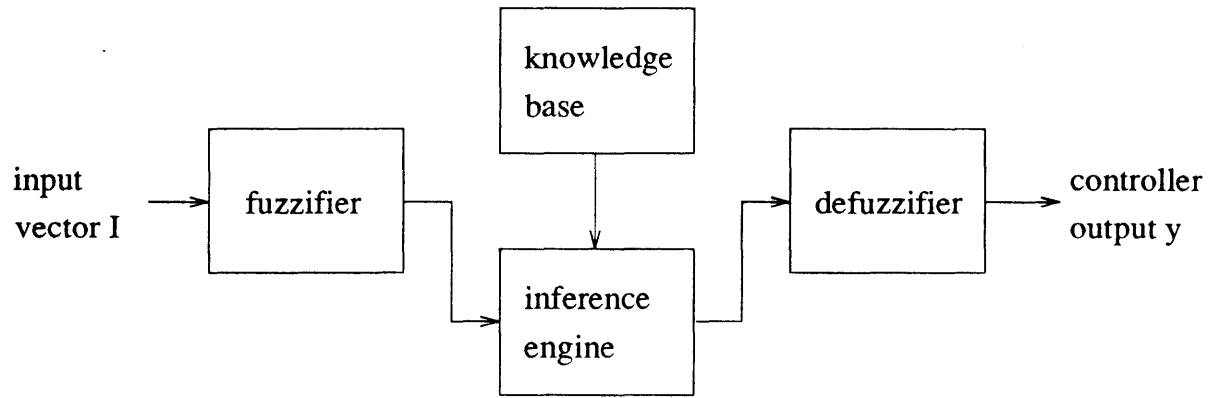 knowledge
base
input
vector I
fuzzifier
defuzzifier
controller
output y
inference
engine